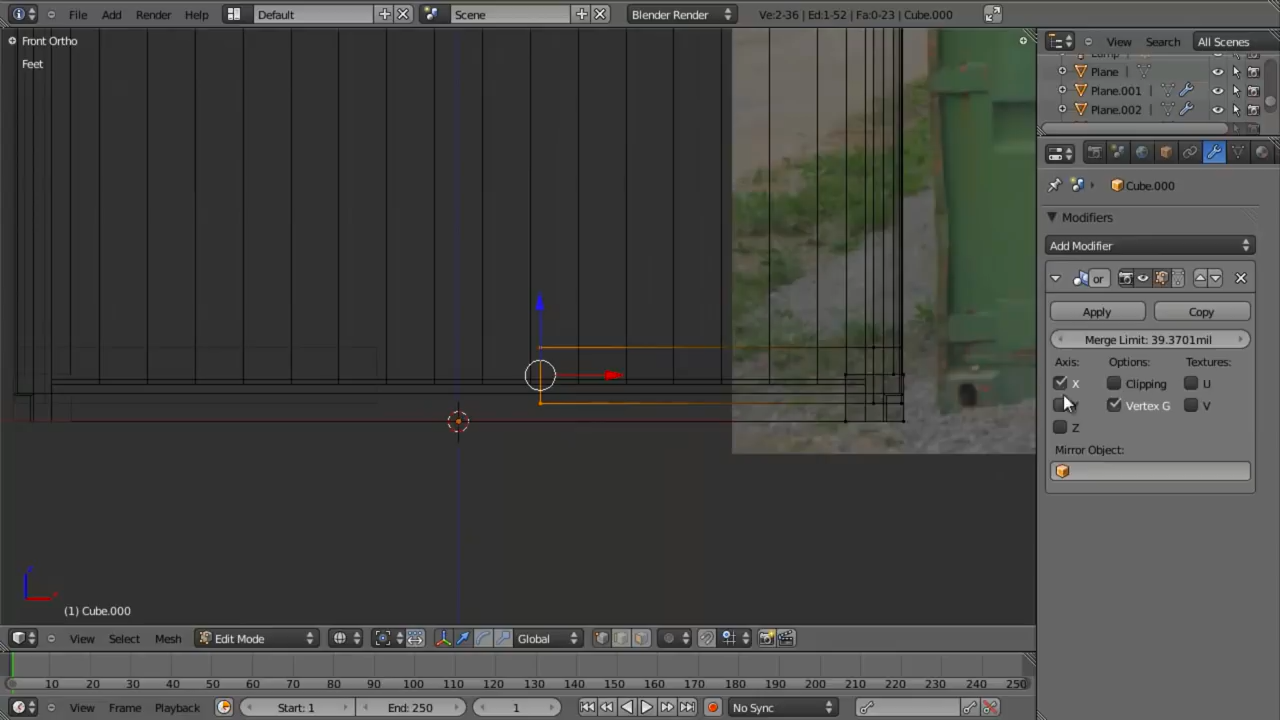 File Add Render Help Default Scene Blender Render Ve:2-36 | Ed:1-52 | Fa:0-23 | Cube.000
Front Ortho
Feet
View Search All Scenes
Plane
Plane.001
Plane.002
Cube.000
Modifiers
Add Modifier
or
Apply Copy
Merge Limit: 39.3701mil
Axis: Options: Textures:
X Clipping U
Vertex G V
Z
Mirror Object:
(1) Cube.000
View Select Mesh Edit Mode Global
10 20 30 40 50 60 70 80 90 100 110 120 130 140 150 160 170 180 190 200 210 220 230 240 250
View Frame Playback Start: 1 End: 250 1 No Sync